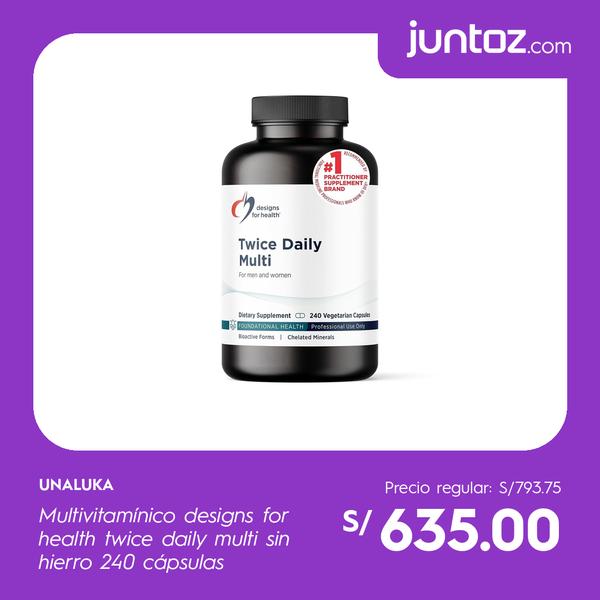 juntoz.com
#1
PRACTITIONER
SUPPLEMENT
BRAND
designs
for health
Twice Daily
Multi
For men and women
Dietary Supplement 240 Vegetarian Capsules
FOUNDATIONAL HEALTH Professional Use Only
Bioactive Forms | Chelated Minerals
UNALUKA
Multivitamínico designs for
health twice daily multi sin
hierro 240 cápsulas
Precio regular: S/793.75
S/ 635.00